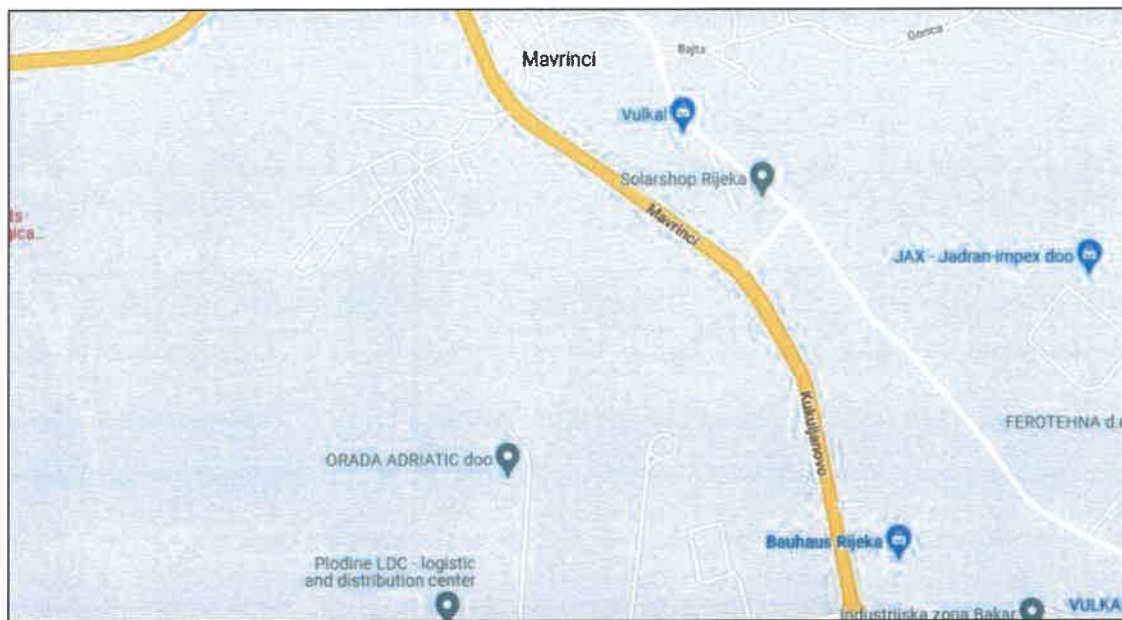 Mavrinci
Bajta
Gorica
Vulkal
Solarshop Rijeka
Mavrinci
JAX - Jadran-impex doo
Kukuljanovo
FEROTEHNA d.
ORADA ADRIATIC doo
Bauhaus Rijeka
Plodine LDC - logistic
and distribution center
Industrijska zona Bakar
VULKA